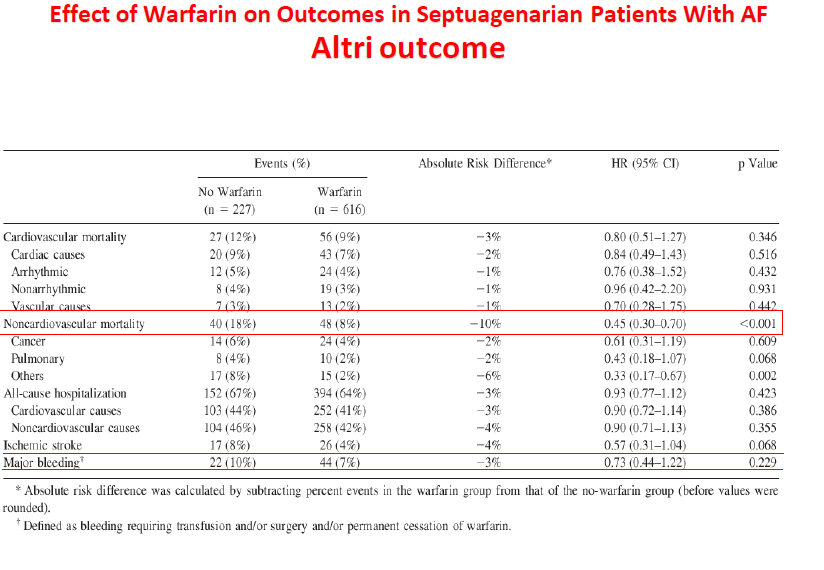 Effect of Warfarin on Outcomes in Septuagenarian Patients With AF
Altri outcome
Events (%) Absolute Risk Difference* HR (95% CI) p Value
No Warfarin Warfarin
(n = 227) (n = 616)
Cardiovascular mortality 27 (12%) 56 (9%) −3% 0.80 (0.51–1.27) 0.346
Cardiac causes 20 (9%) 43 (7%) −2% 0.84 (0.49–1.43) 0.516
Arrhythmic 12 (5%) 24 (4%) −1% 0.76 (0.38–1.52) 0.432
Nonarrhythmic 8 (4%) 19 (3%) −1% 0.96 (0.42–2.20) 0.931
Vascular causes 7 (3%) 13 (2%) −1% 0.70 (0.28–1.75) 0.442
Noncardiovascular mortality 40 (18%) 48 (8%) −10% 0.45 (0.30–0.70) <0.001
Cancer 14 (6%) 24 (4%) −2% 0.61 (0.31–1.19) 0.609
Pulmonary 8 (4%) 10 (2%) −2% 0.43 (0.18–1.07) 0.068
Others 17 (8%) 15 (2%) −6% 0.33 (0.17–0.67) 0.002
All-cause hospitalization 152 (67%) 394 (64%) −3% 0.93 (0.77–1.12) 0.423
Cardiovascular causes 103 (44%) 252 (41%) −3% 0.90 (0.72–1.14) 0.386
Noncardiovascular causes 104 (46%) 258 (42%) −4% 0.90 (0.71–1.13) 0.355
Ischemic stroke 17 (8%) 26 (4%) −4% 0.57 (0.31–1.04) 0.068
Major bleeding† 22 (10%) 44 (7%) −3% 0.73 (0.44–1.22) 0.229
* Absolute risk difference was calculated by subtracting percent events in the warfarin group from that of the no-warfarin group (before values were
rounded).
† Defined as bleeding requiring transfusion and/or surgery and/or permanent cessation of warfarin.